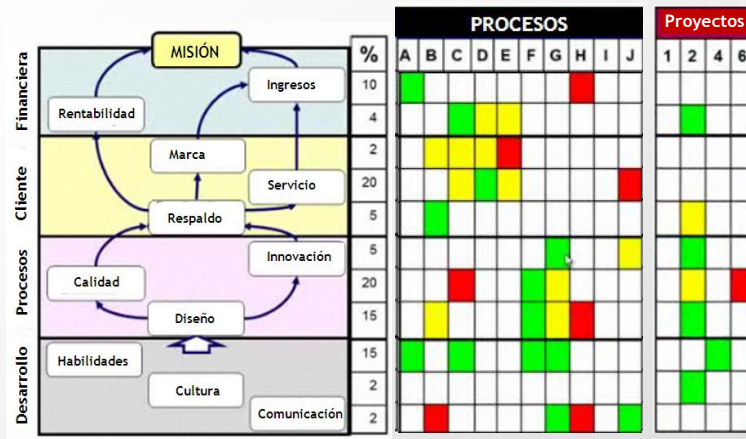 PROCESOS
Proyectos
MISIÓN
%
A B C D E F G H I J
1 2 4 6
Financiera
Ingresos
10
Rentabilidad
4
Cliente
Marca
2
Servicio
20
Respaldo
5
Procesos
Innovación
5
Calidad
20
Diseño
15
Desarrollo
Habilidades
15
Cultura
2
Comunicación
2